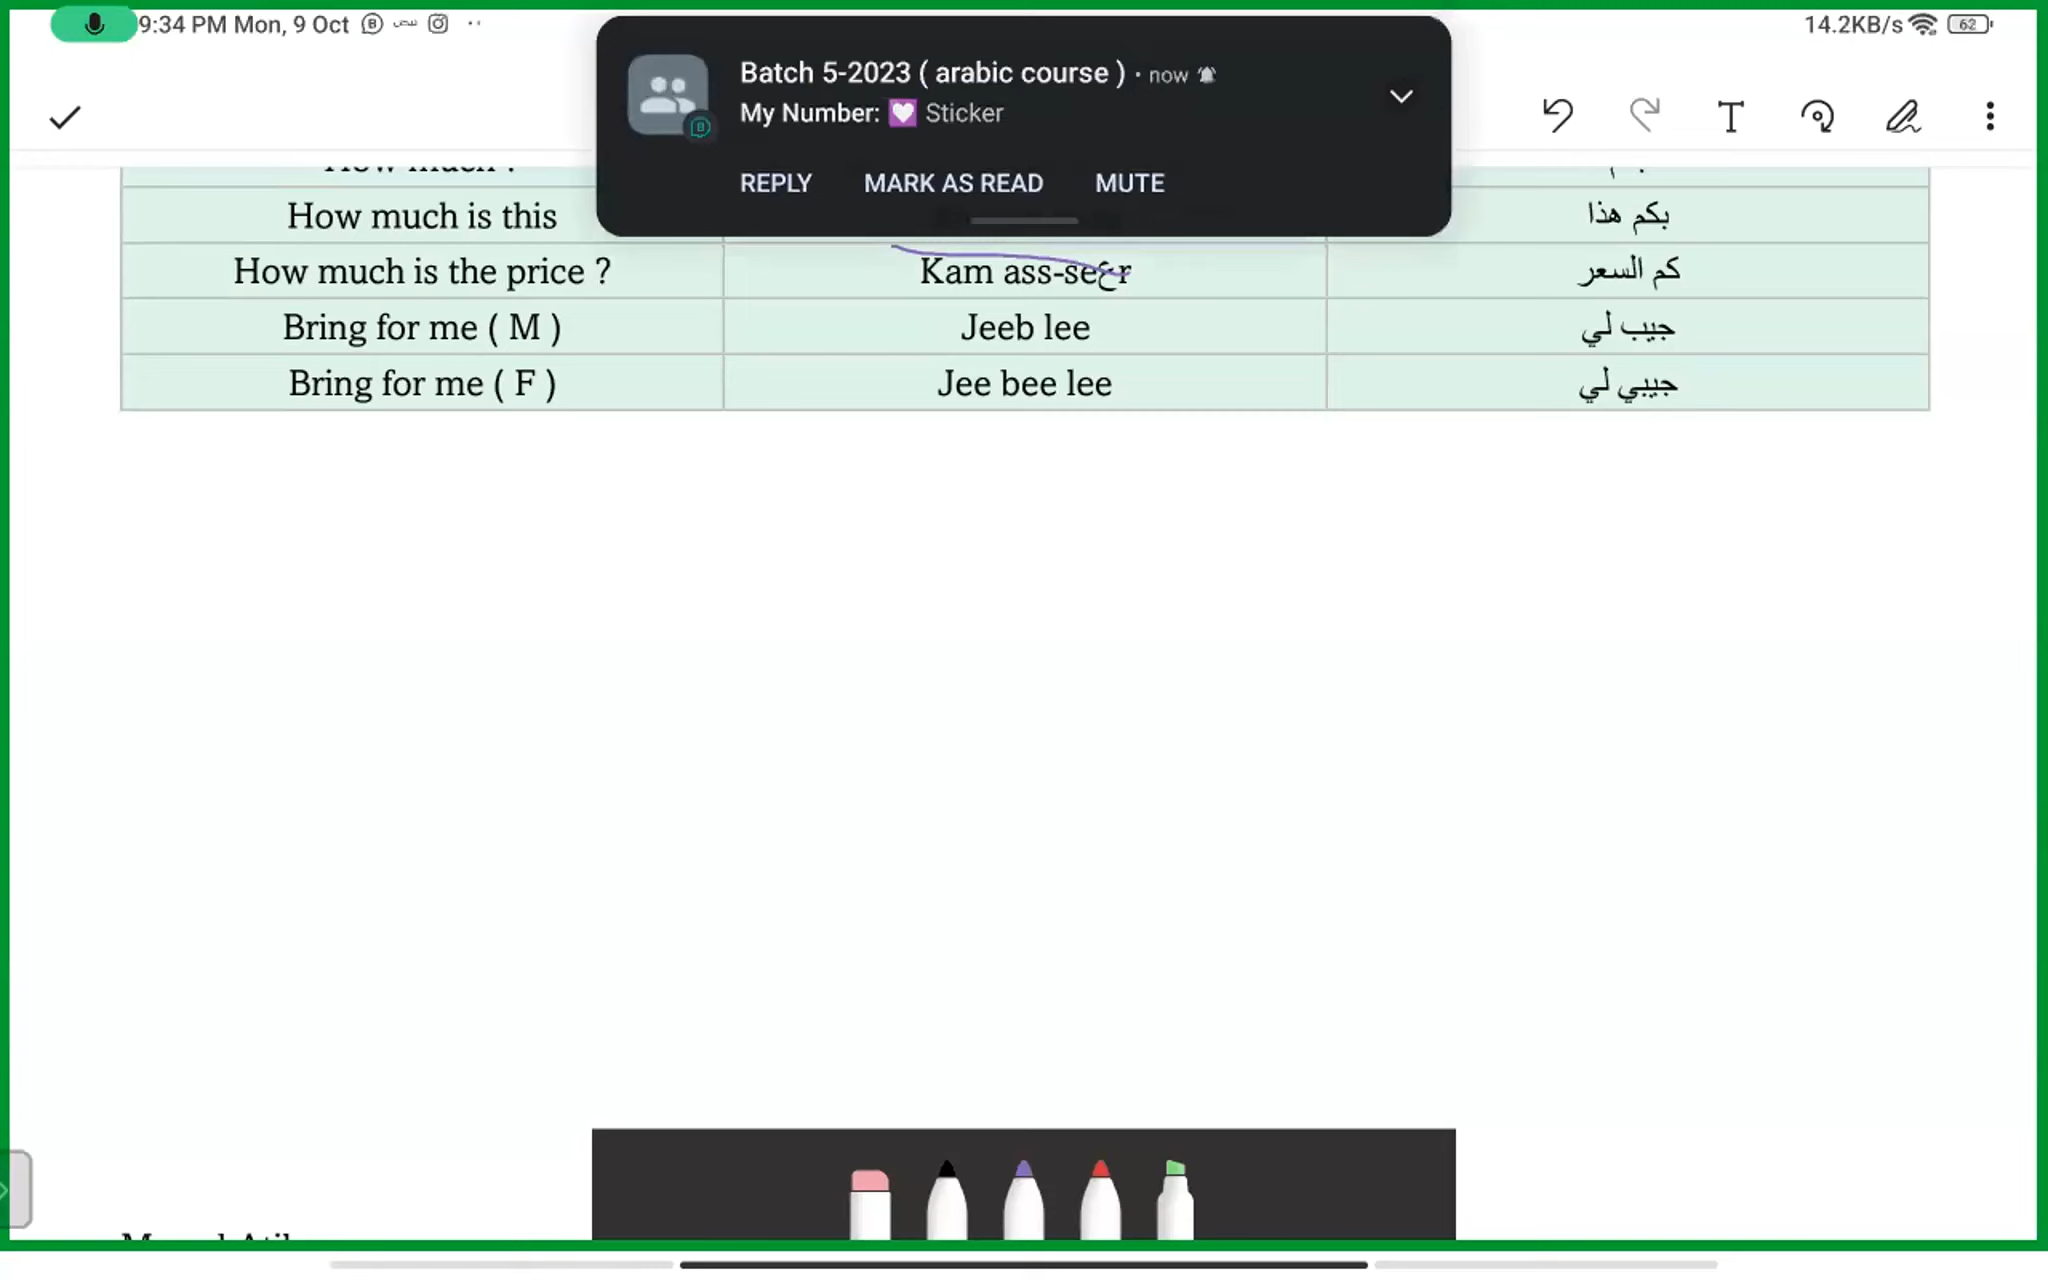 9:34 PM Mon, 9 Oct
14.2KB/s
62
Batch 5-2023 ( arabic course ) · now
My Number: 💟 Sticker
REPLY MARK AS READ MUTE
How much ?
How much is this بكم هذا
How much is the price ? Kam ass-seعr كم السعر
Bring for me ( M ) Jeeb lee جيب لي
Bring for me ( F ) Jee bee lee جيبي لي